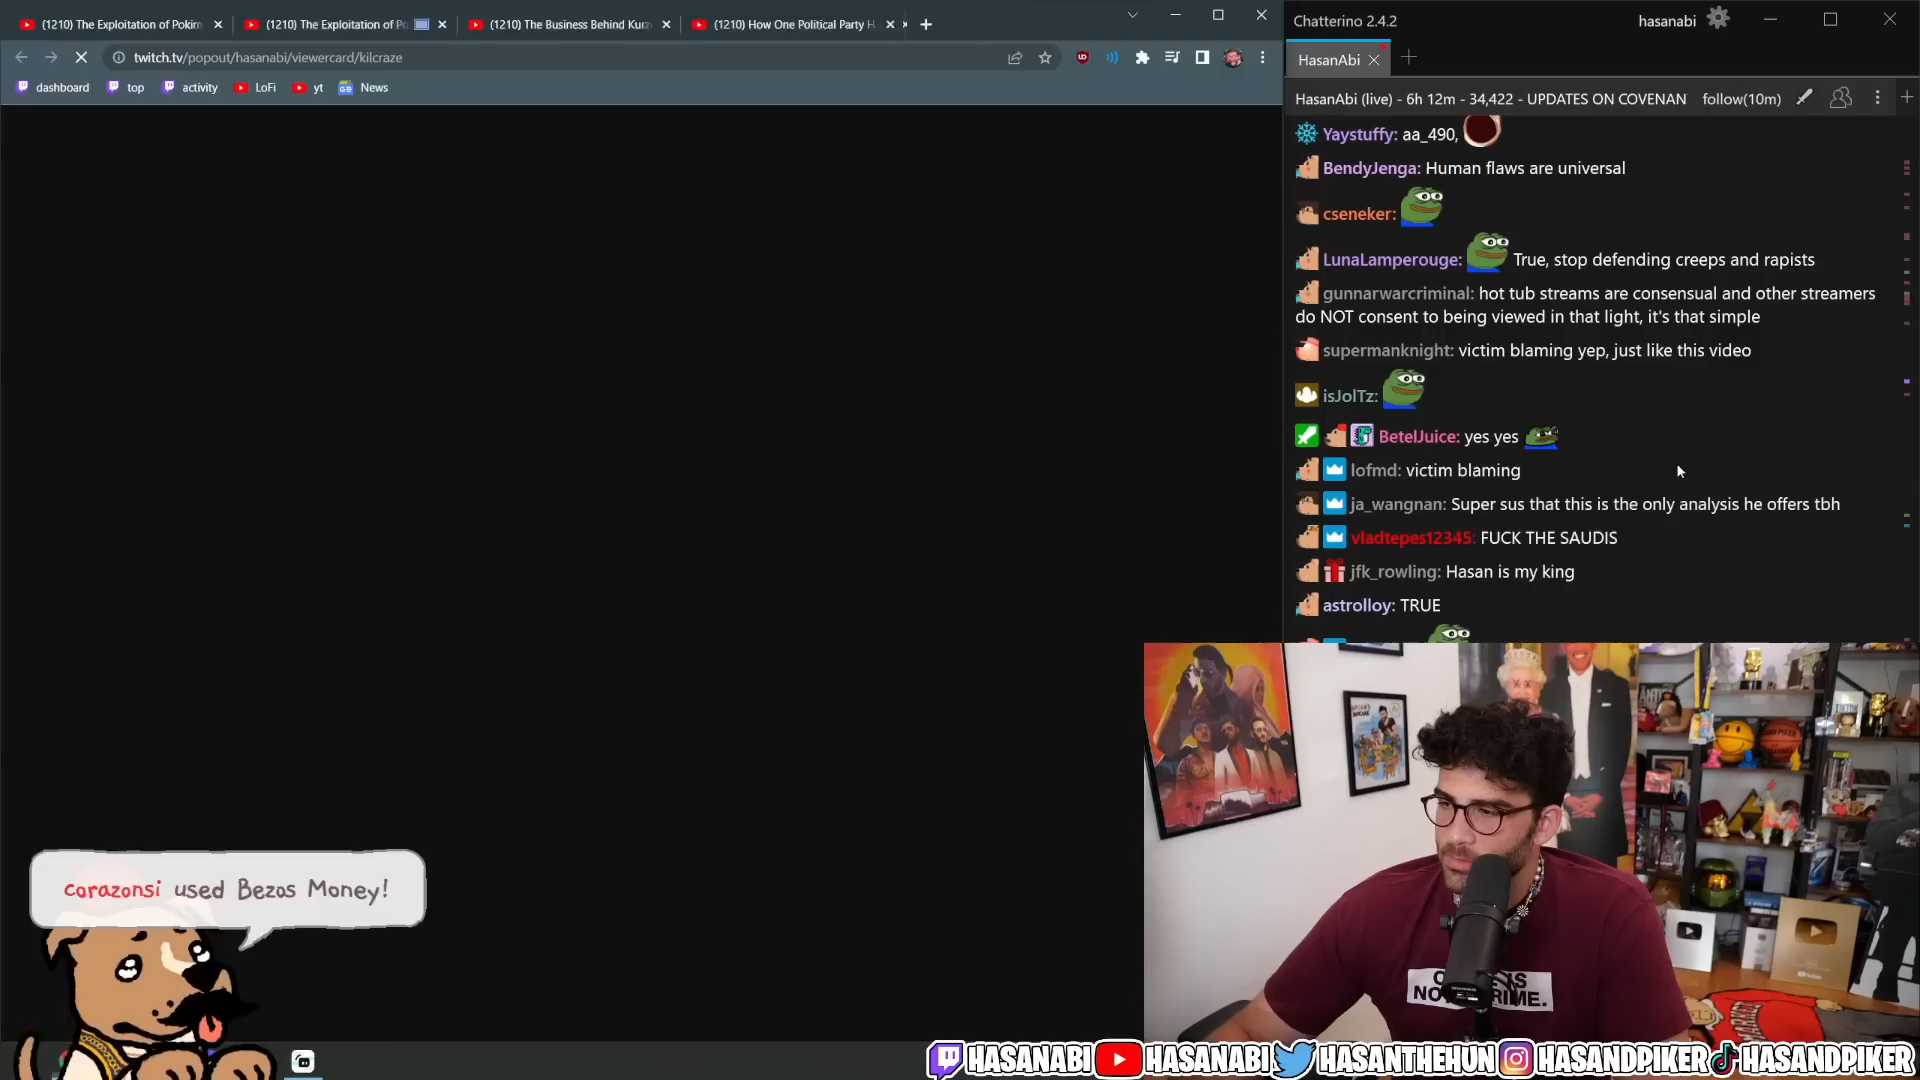 (1210) The Exploitation of Pokim
(1210) The Exploitation of Po
(1210) The Business Behind Kurz
(1210) How One Political Party H
Chatterino 2.4.2
hasanabi
twitch.tv/popout/hasanabi/viewercard/kilcraze
HasanAbi
dashboard
top
activity
LoFi
yt
News
HasanAbi (live) - 6h 12m - 34,422 - UPDATES ON COVENAN
follow(10m)
Yaystuffy: aa_490,
BendyJenga: Human flaws are universal
cseneker:
LunaLamperouge: True, stop defending creeps and rapists
gunnarwarcriminal: hot tub streams are consensual and other streamers
do NOT consent to being viewed in that light, it's that simple
supermanknight: victim blaming yep, just like this video
isJolTz:
BetelJuice: yes yes
lofmd: victim blaming
ja_wangnan: Super sus that this is the only analysis he offers tbh
vladtepes12345: FUCK THE SAUDIS
jfk_rowling: Hasan is my king
astrolloy: TRUE
corazonsi used Bezos Money!
HASANABI
HASANABI
HASANTHEHUN
HASANDPIKER
HASANDPIKER